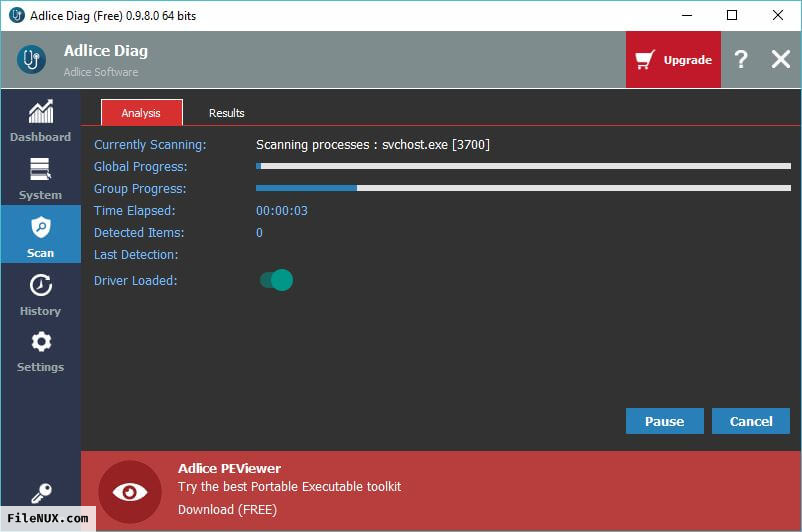 Adlice Diag (Free) 0.9.8.0 64 bits
Adlice Diag
Adlice Software
Upgrade
?
Dashboard
System
Scan
History
Settings
Analysis
Results
Currently Scanning: Scanning processes : svchost.exe [3700]
Global Progress:
Group Progress:
Time Elapsed: 00:00:03
Detected Items: 0
Last Detection:
Driver Loaded:
Pause
Cancel
Adlice PEViewer
Try the best Portable Executable toolkit
Download (FREE)
FileNUX.com